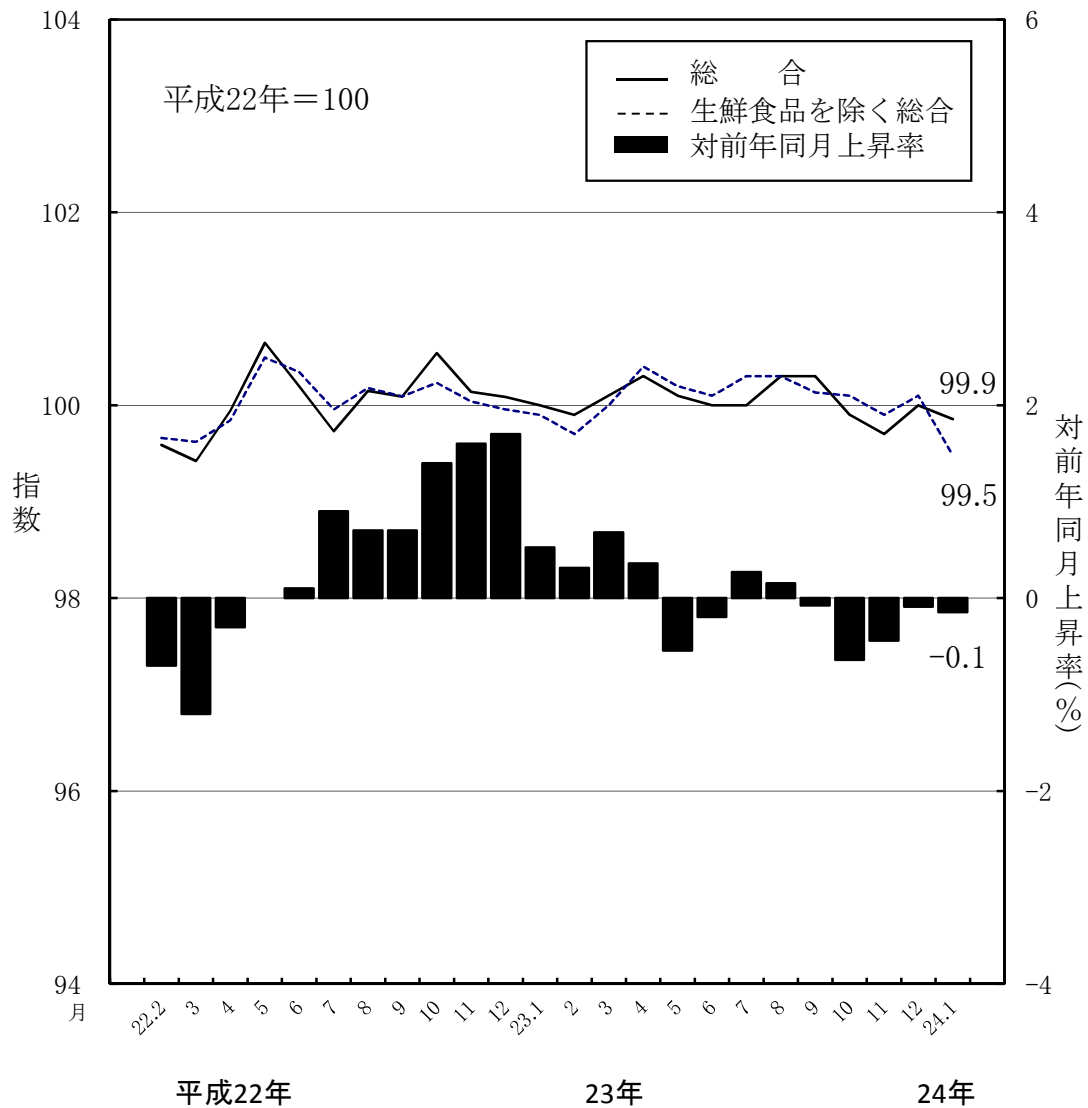 104
102
100
98
96
94
指数
平成22年＝100
総　　合
生鮮食品を除く総合
対前年同月上昇率
6
4
2
0
-2
-4
対前年同月上昇率(%)
99.9
99.5
-0.1
月
22.2 3 4 5 6 7 8 9 10 11 12 23.1 2 3 4 5 6 7 8 9 10 11 12 24.1
平成22年 23年 24年